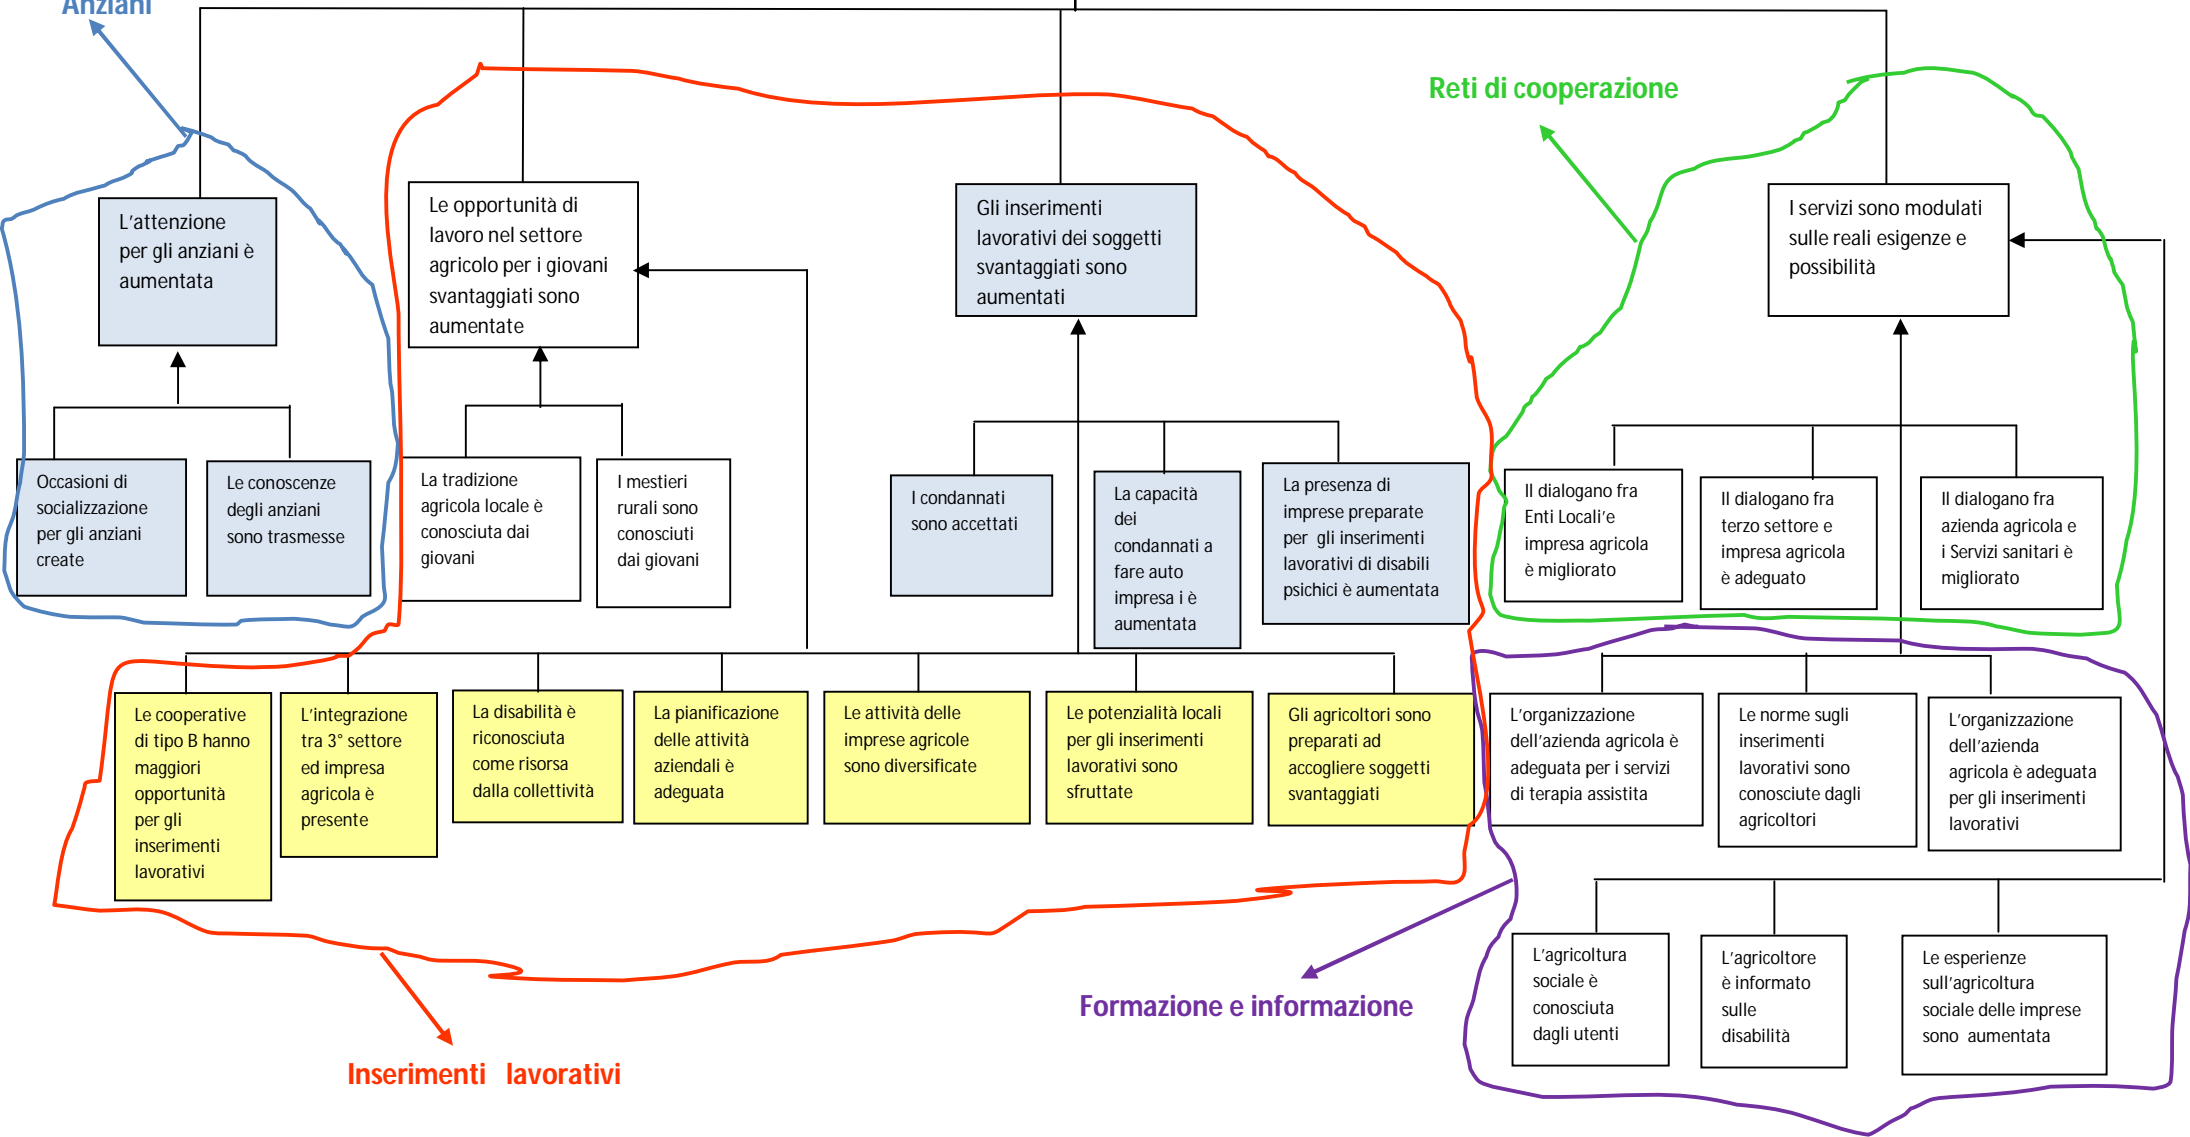 Anziani
Reti di cooperazione
L'attenzione
per gli anziani è
aumentata
Le opportunità di
lavoro nel settore
agricolo per i giovani
svantaggiati sono
aumentate
Gli inserimenti
lavorativi dei soggetti
svantaggiati sono
aumentati
I servizi sono modulati
sulle reali esigenze e
possibilità
Occasioni di
socializzazione
per gli anziani
create
Le conoscenze
degli anziani
sono trasmesse
La tradizione
agricola locale è
conosciuta dai
giovani
I mestieri
rurali sono
conosciuti
dai giovani
I condannati
sono accettati
La capacità
dei
condannati a
fare auto
impresa i è
aumentata
La presenza di
imprese preparate
per  gli inserimenti
lavorativi di disabili
psichici è aumentata
Il dialogano fra
Enti Locali'e
impresa agricola
è migliorato
Il dialogano fra
terzo settore e
impresa agricola
è adeguato
Il dialogano fra
azienda agricola e
i Servizi sanitari è
migliorato
Le cooperative
di tipo B hanno
maggiori
opportunità
per gli
inserimenti
lavorativi
L'integrazione
tra 3° settore
ed impresa
agricola è
presente
La disabilità è
riconosciuta
come risorsa
dalla collettività
La pianificazione
delle attività
aziendali è
adeguata
Le attività delle
imprese agricole
sono diversificate
Le potenzialità locali
per gli inserimenti
lavorativi sono
sfruttate
Gli agricoltori sono
preparati ad
accogliere soggetti
svantaggiati
L'organizzazione
dell'azienda agricola è
adeguata per i servizi
di terapia assistita
Le norme sugli
inserimenti
lavorativi sono
conosciute dagli
agricoltori
L'organizzazione
dell'azienda
agricola è adeguata
per gli inserimenti
lavorativi
L'agricoltura
sociale è
conosciuta
dagli utenti
L'agricoltore
è informato
sulle
disabilità
Le esperienze
sull'agricoltura
sociale delle imprese
sono  aumentata
Formazione e informazione
Inserimenti  lavorativi